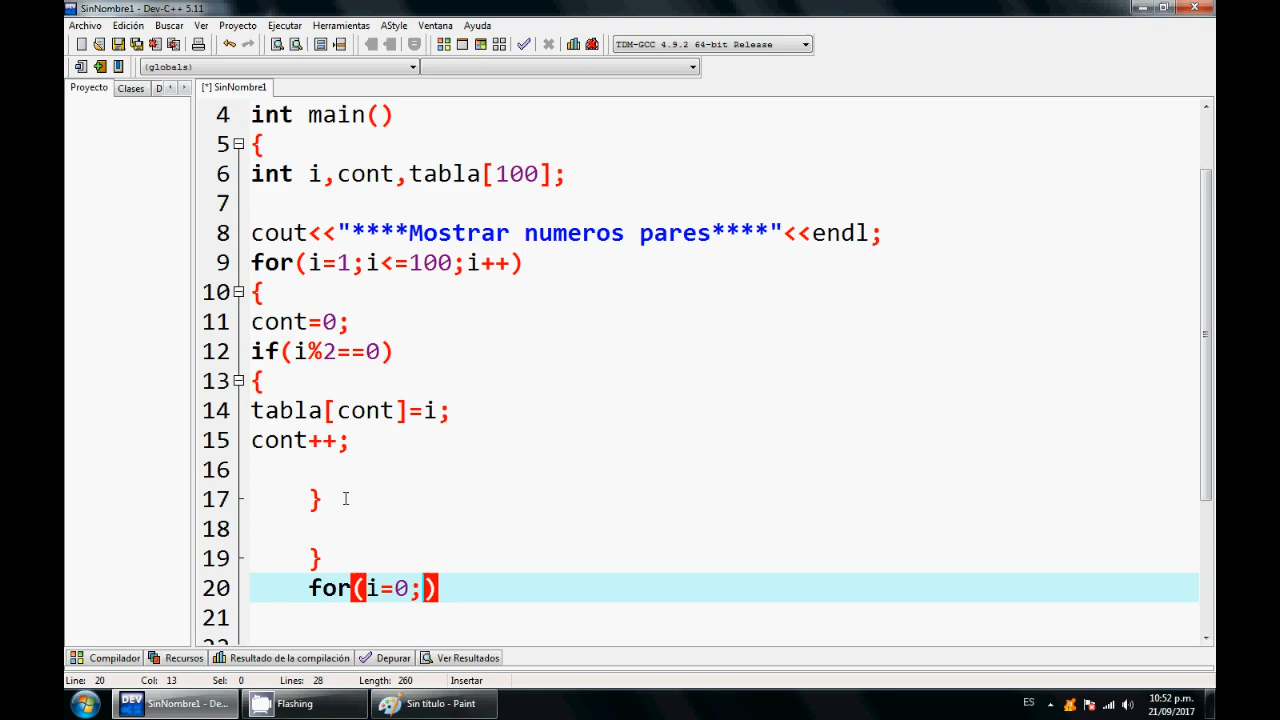 SinNombre1 - Dev-C++ 5.11
Archivo Edición Buscar Ver Proyecto Ejecutar Herramientas AStyle Ventana Ayuda
TDM-GCC 4.9.2 64-bit Release
(globals)
Proyecto Clases D
[*] SinNombre1
4 int main()
5 {
6 int i,cont,tabla[100];
7
8 cout<<"****Mostrar numeros pares****"<<endl;
9 for(i=1;i<=100;i++)
10 {
11 cont=0;
12 if(i%2==0)
13 {
14 tabla[cont]=i;
15 cont++;
16
17 }
18
19 }
20 for(i=0;)
21
Compilador Recursos Resultado de la compilación Depurar Ver Resultados
Line: 20 Col: 13 Sel: 0 Lines: 28 Length: 260 Insertar
DEV SinNombre1 - De... Flashing Sin título - Paint ES 10:52 p.m.
21/09/2017